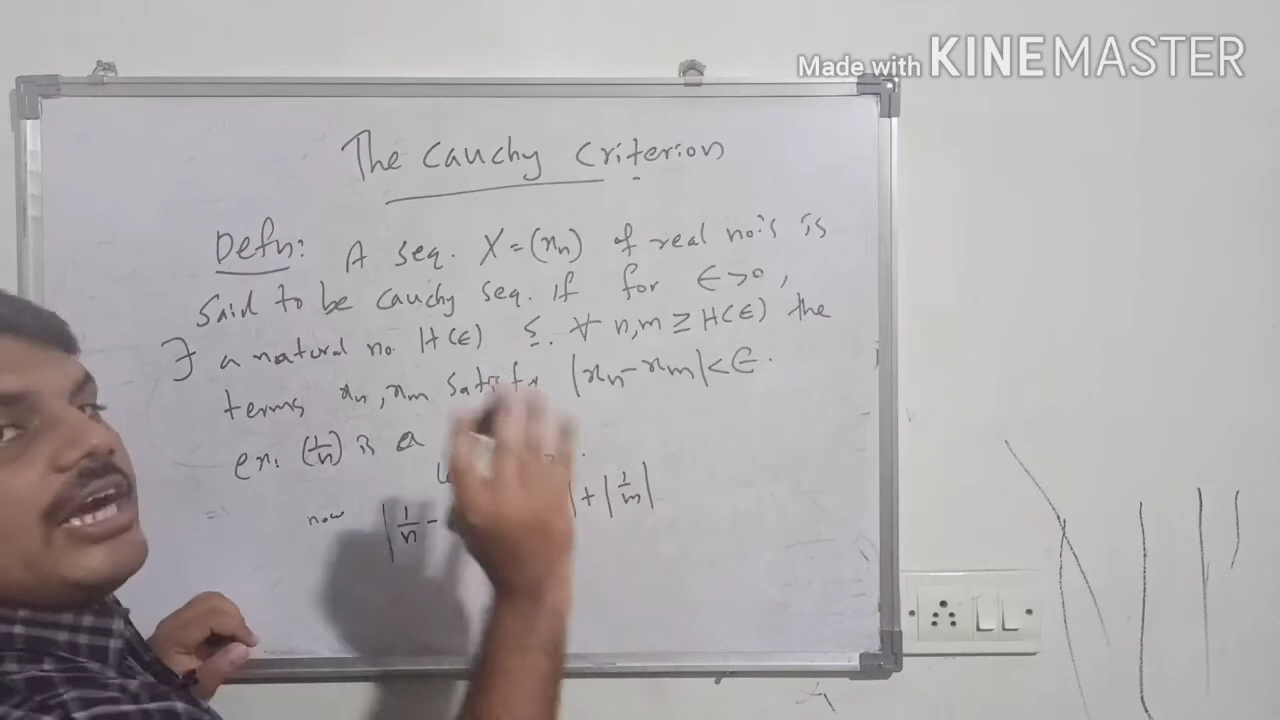 Made with KINEMASTER
The Cauchy Criterion
Defn: A seq. X = (xn) of real no:s is
said to be Cauchy seq. if for ϵ>0,
∃ a natural no. H(ϵ) s. ∀ n,m ≥ H(ϵ) the
terms xn, xm satisfy |xn - xm| < ϵ.
ex: (1/n) is a
now |1/n - | + |1/m|